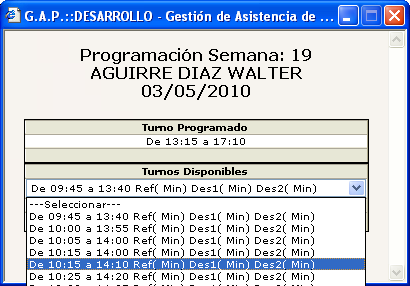 G.A.P.::DESARROLLO - Gestión de Asistencia de ...
Programación Semana: 19
AGUIRRE DIAZ WALTER
03/05/2010
Turno Programado
De 13:15 a 17:10
Turnos Disponibles
De 09:45 a 13:40 Ref( Min) Des1( Min) Des2( Min)
---Seleccionar---
De 09:45 a 13:40 Ref( Min) Des1( Min) Des2( Min)
De 10:00 a 13:55 Ref( Min) Des1( Min) Des2( Min)
De 10:05 a 14:00 Ref( Min) Des1( Min) Des2( Min)
De 10:05 a 14:00 Ref( Min) Des1( Min) Des2( Min)
De 10:15 a 14:10 Ref( Min) Des1( Min) Des2( Min)
De 10:25 a 14:20 Ref( Min) Des1( Min) Des2( Min)